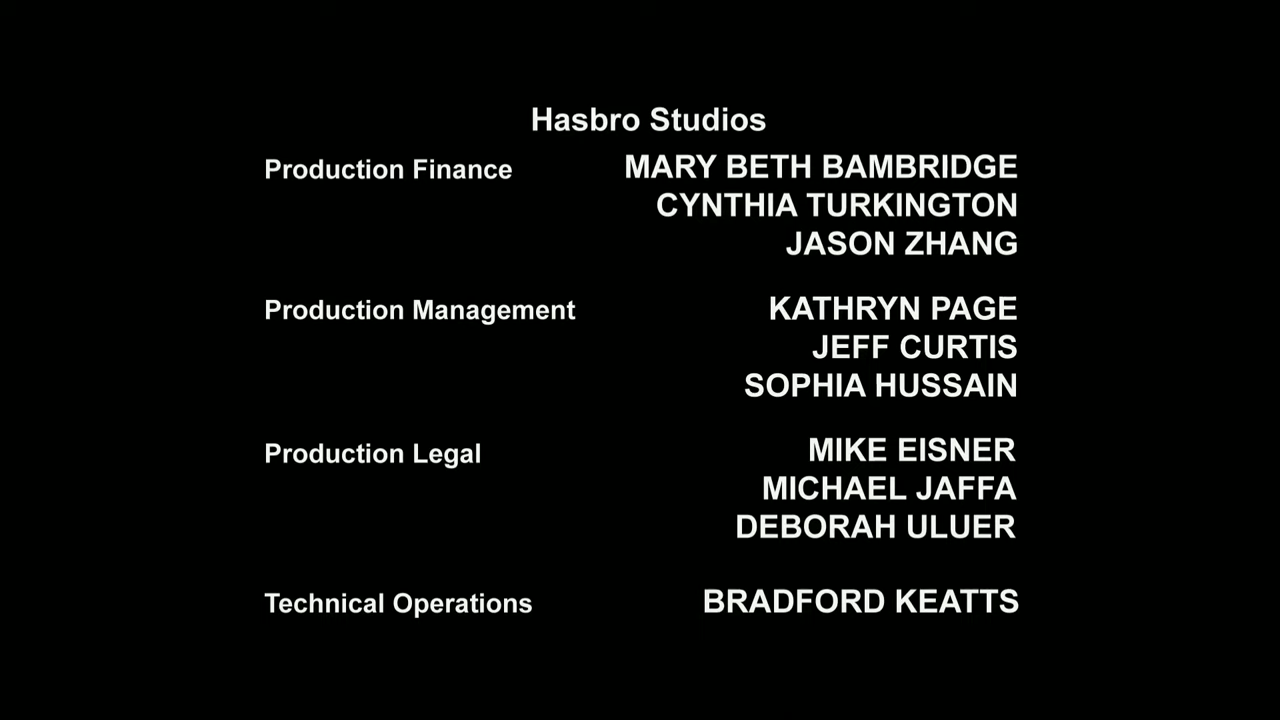 Hasbro Studios
Production Finance MARY BETH BAMBRIDGE
CYNTHIA TURKINGTON
JASON ZHANG
Production Management KATHRYN PAGE
JEFF CURTIS
SOPHIA HUSSAIN
Production Legal MIKE EISNER
MICHAEL JAFFA
DEBORAH ULUER
Technical Operations BRADFORD KEATTS